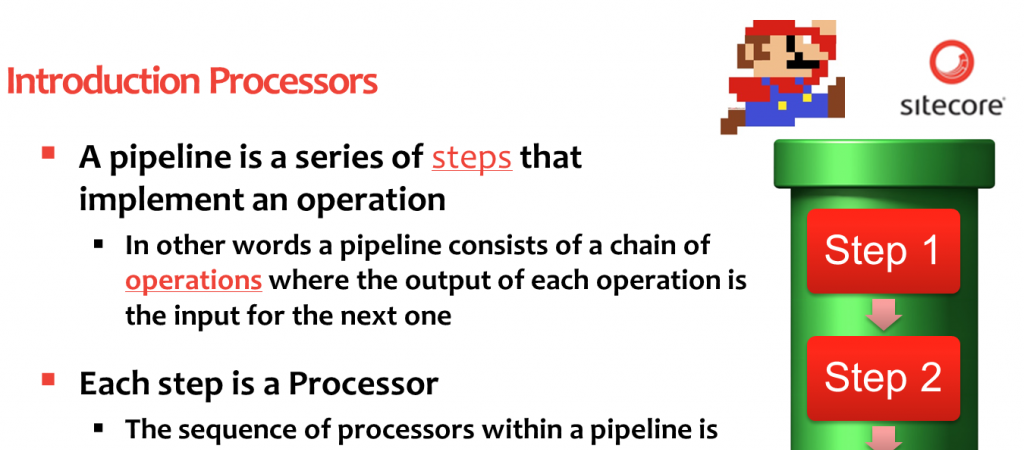 Introduction Processors
sitecore
A pipeline is a series of steps that
implement an operation
In other words a pipeline consists of a chain of
operations where the output of each operation is
the input for the next one
Each step is a Processor
The sequence of processors within a pipeline is
Step 1
Step 2